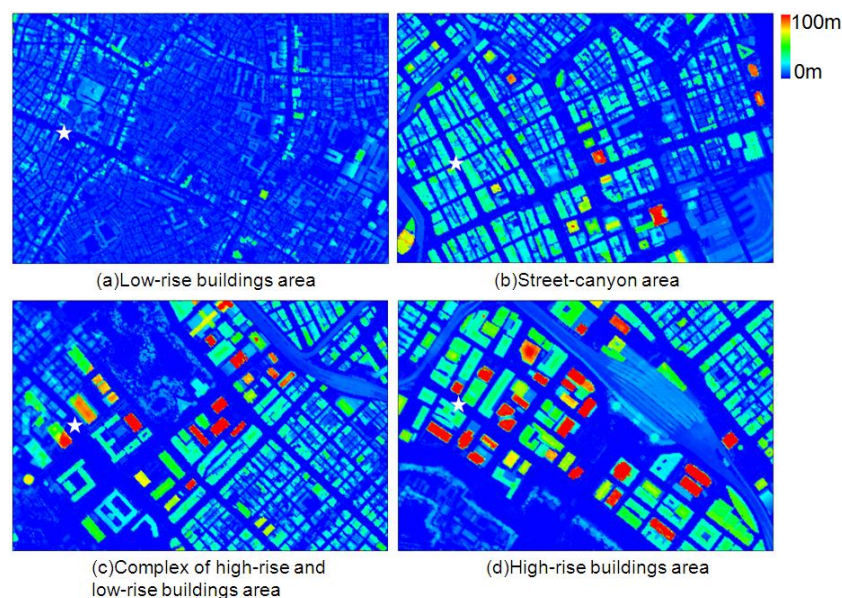 100m
0m
(a)Low-rise buildings area
(b)Street-canyon area
(c)Complex of high-rise and
low-rise buildings area
(d)High-rise buildings area